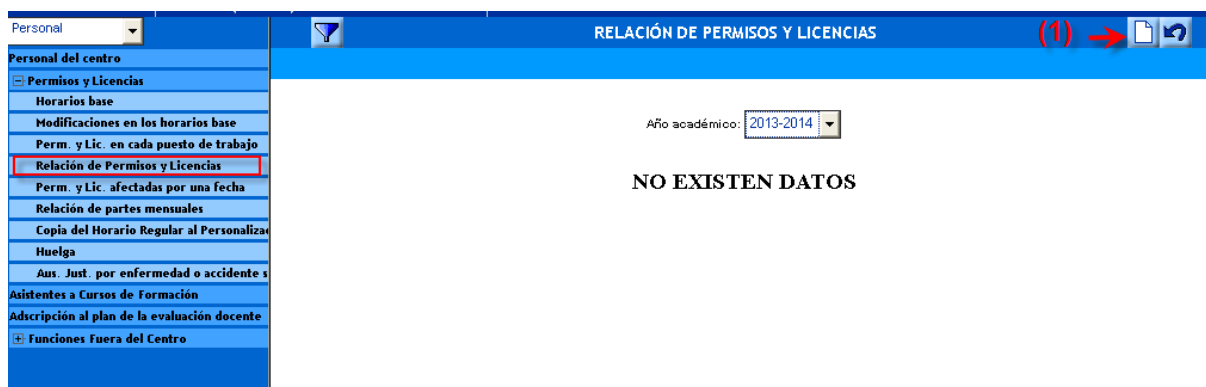 Personal
RELACIÓN DE PERMISOS Y LICENCIAS
(1)
Personal del centro
Permisos y Licencias
Horarios base
Modificaciones en los horarios base
Perm. y Lic. en cada puesto de trabajo
Relación de Permisos y Licencias
Perm. y Lic. afectadas por una fecha
Relación de partes mensuales
Copia del Horario Regular al Personaliza
Huelga
Aus. Just. por enfermedad o accidente s
Asistentes a Cursos de Formación
Adscripción al plan de la evaluación docente
Funciones Fuera del Centro
Año académico: 2013-2014
NO EXISTEN DATOS